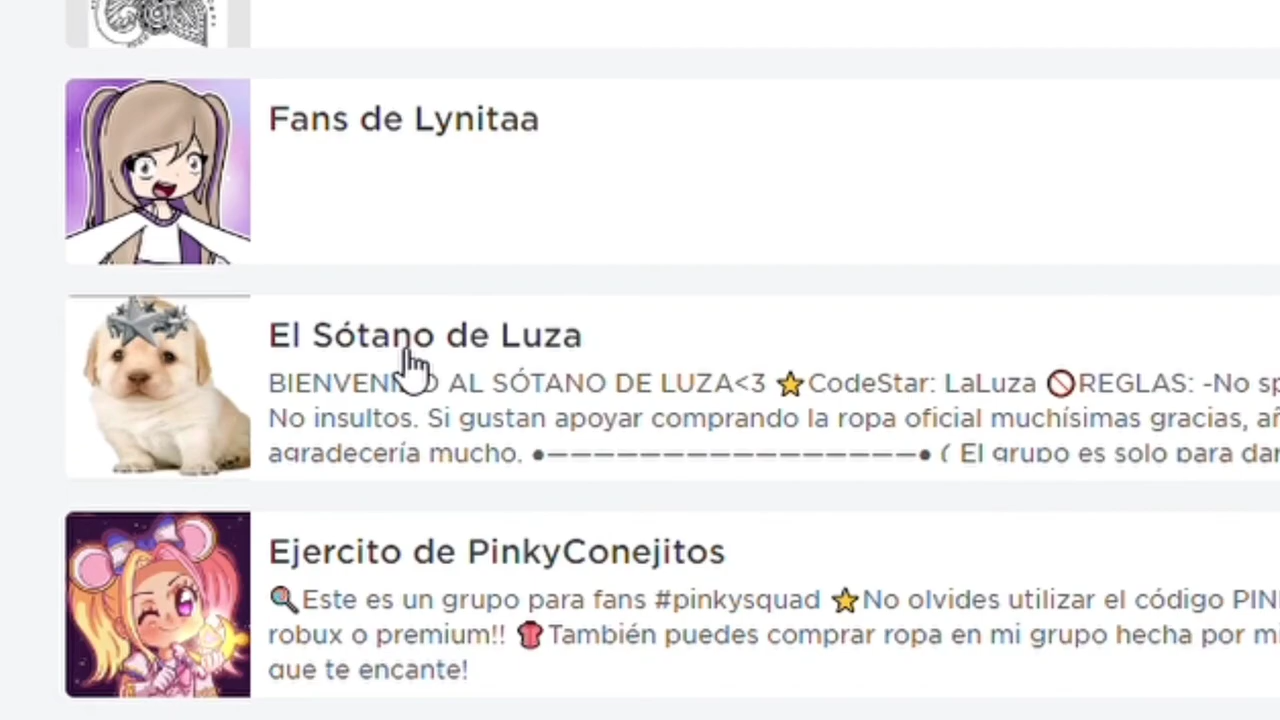 Fans de Lynitaa
El Sótano de Luza
AL SÓTANO DE LUZA<3 ⭐CodeStar: LaLuza 🚫REGLAS: -No
No insultos. Si gustan apoyar comprando la ropa oficial muchísimas gracias,
agradecería mucho. ●————————————————● ( El grupo es solo para
Ejercito de PinkyConejitos
🔍Este es un grupo para fans #pinkysquad ⭐No olvides utilizar el código
robux o premium!! 👚También puedes comprar ropa en mi grupo hecha por
que te encante!